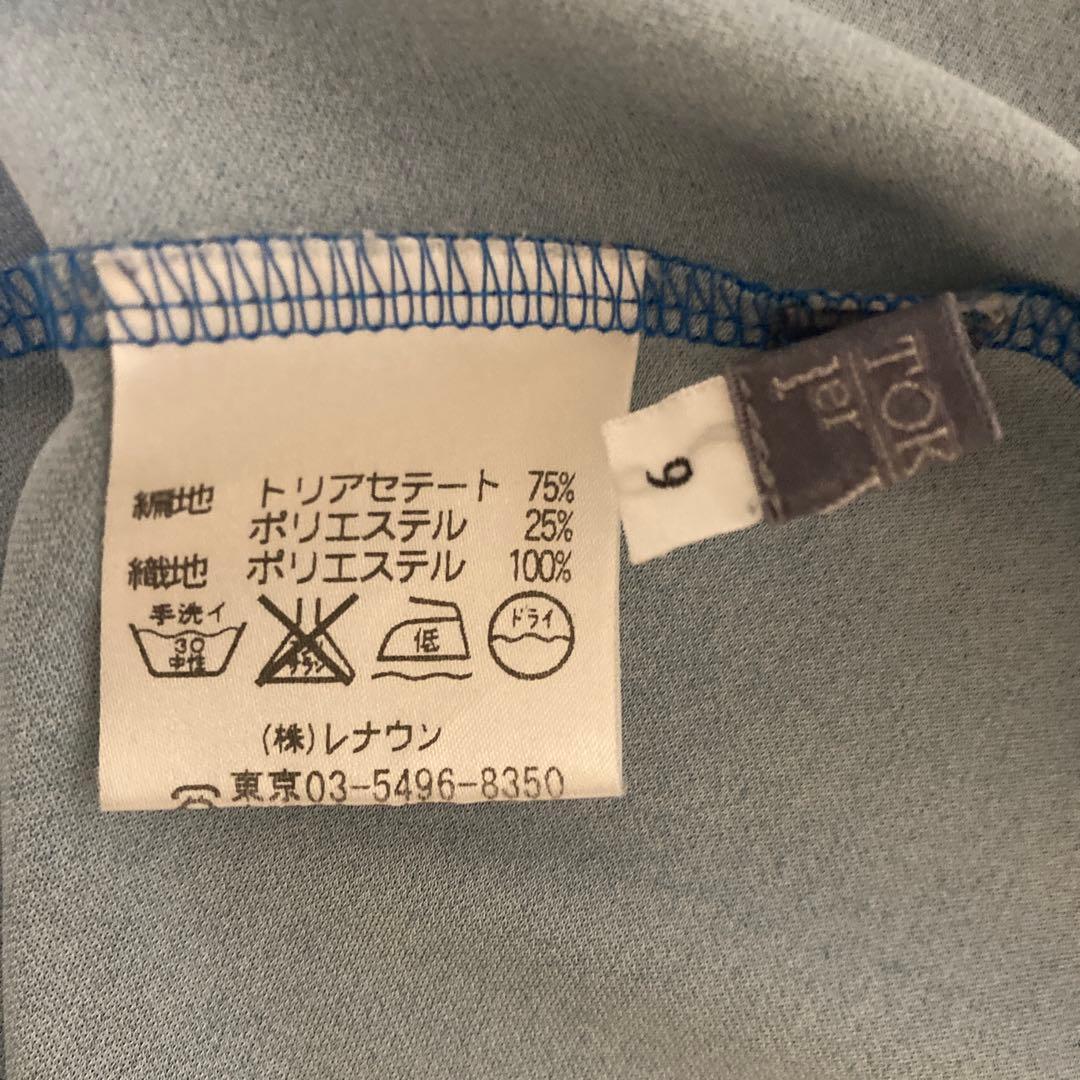 編地 トリアセテート 75%
ポリエステル 25%
織地 ポリエステル 100%
手洗イ
30
中性
低
ドライ
(株)レナウン
東京03-5496-8350
9
TOK
1er